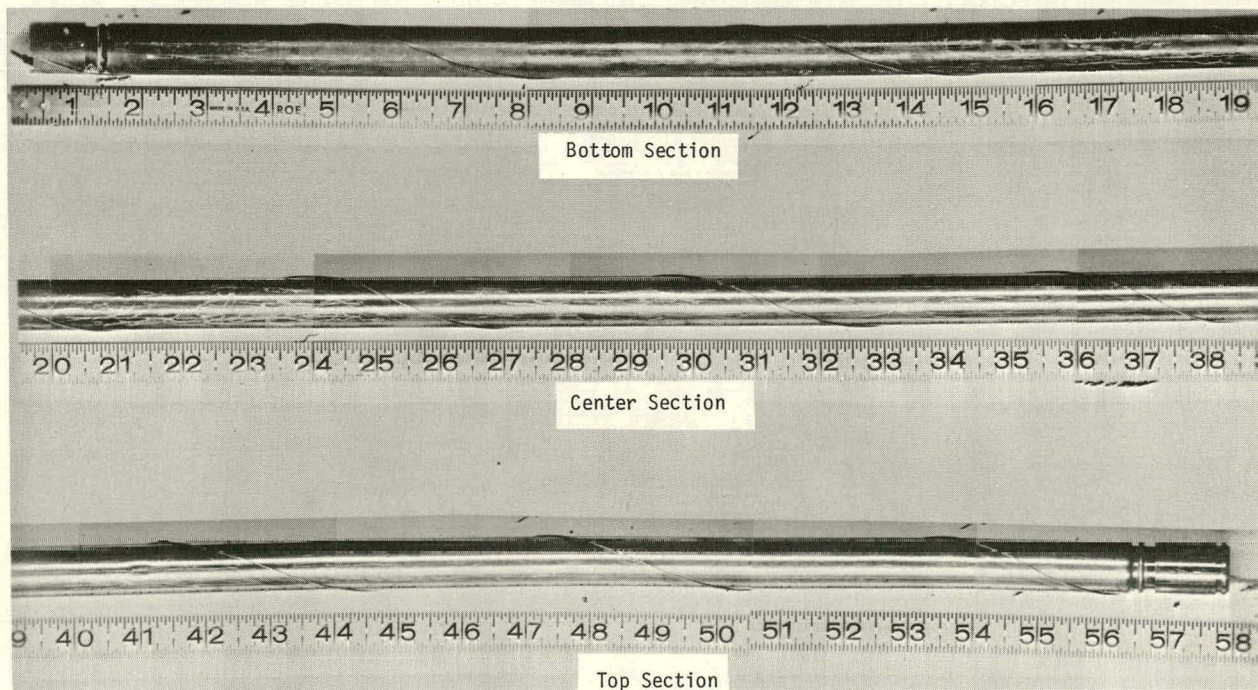 1 2 3 MADE IN U.S.A. 4 ROE 5 6 7 8 9 10 11 12 13 14 15 16 17 18 19
Bottom Section
20 21 22 23 24 25 26 27 28 29 30 31 32 33 34 35 36 37 38
Center Section
9 40 41 42 43 44 45 46 47 48 49 50 51 52 53 54 55 56 57 58
Top Section